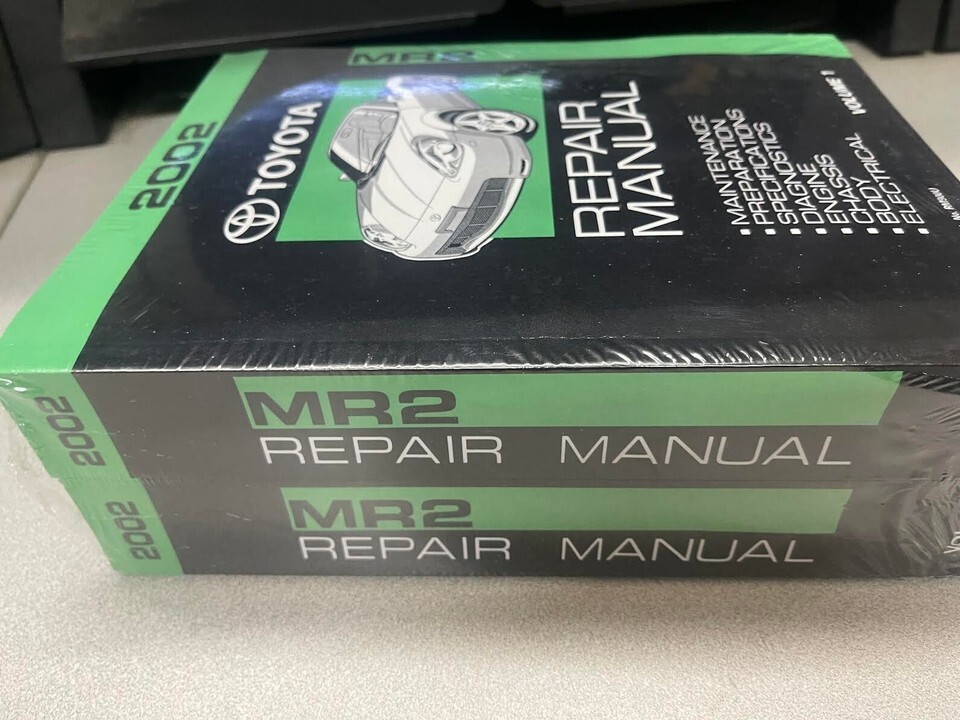 MR2
2002
TOYOTA
REPAIR
MANUAL
▪ MAINTENANCE
▪ PREPARATION
▪ SPECIFICATIONS
▪ DIAGNOSTICS
▪ ENGINE
▪ CHASSIS
▪ BODY
▪ ELECTRICAL
VOLUME 1
2002
MR2
REPAIR MANUAL
2002
MR2
REPAIR MANUAL